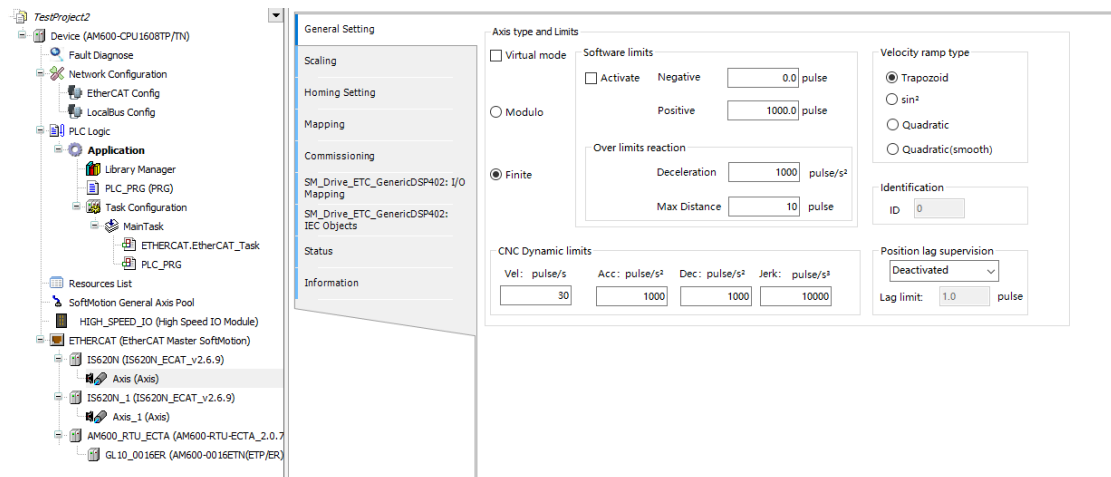 TestProject2
Device (AM600-CPU1608TP/TN)
Fault Diagnose
Network Configuration
EtherCAT Config
LocalBus Config
PLC Logic
Application
Library Manager
PLC_PRG (PRG)
Task Configuration
MainTask
ETHERCAT.EtherCAT_Task
PLC_PRG
Resources List
SoftMotion General Axis Pool
HIGH_SPEED_IO (High Speed IO Module)
ETHERCAT (EtherCAT Master SoftMotion)
IS620N (IS620N_ECAT_v2.6.9)
Axis (Axis)
IS620N_1 (IS620N_ECAT_v2.6.9)
Axis_1 (Axis)
AM600_RTU_ECTA (AM600-RTU-ECTA_2.0.7
GL10_0016ER (AM600-0016ETN(ETP/ER)
General Setting
Scaling
Homing Setting
Mapping
Commissioning
SM_Drive_ETC_GenericDSP402: I/O
Mapping
SM_Drive_ETC_GenericDSP402:
IEC Objects
Status
Information
Axis type and Limits
Virtual mode
Modulo
Finite
Software limits
Activate Negative 0.0 pulse
Positive 1000.0 pulse
Over limits reaction
Deceleration 1000 pulse/s²
Max Distance 10 pulse
Velocity ramp type
Trapozoid
sin²
Quadratic
Quadratic(smooth)
Identification
ID 0
CNC Dynamic limits
Vel: pulse/s Acc: pulse/s² Dec: pulse/s² Jerk: pulse/s³
30 1000 1000 10000
Position lag supervision
Deactivated
Lag limit: 1.0 pulse